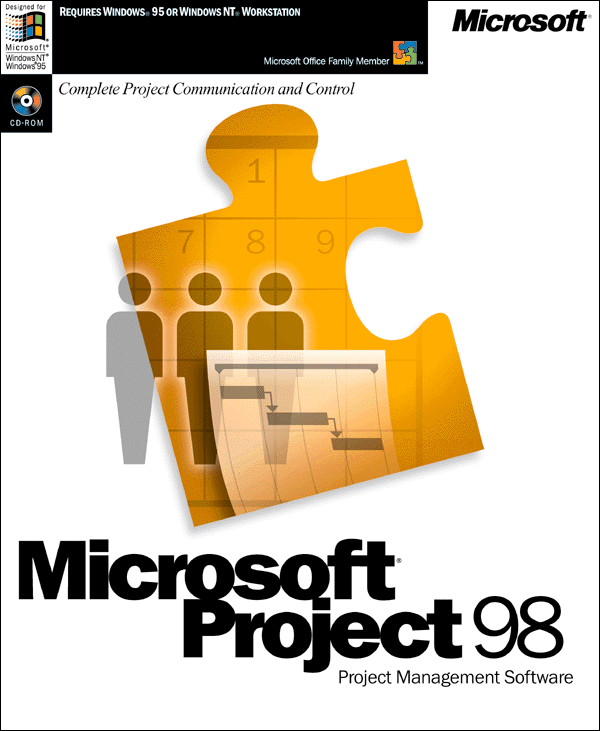 Designed for
Microsoft®
Windows NT®
Windows®95
REQUIRES WINDOWS® 95 OR WINDOWS NT® WORKSTATION
Microsoft Office Family Member ™
Microsoft®
CD-ROM
Complete Project Communication and Control
1
7 8 9
Microsoft®
Project 98
Project Management Software